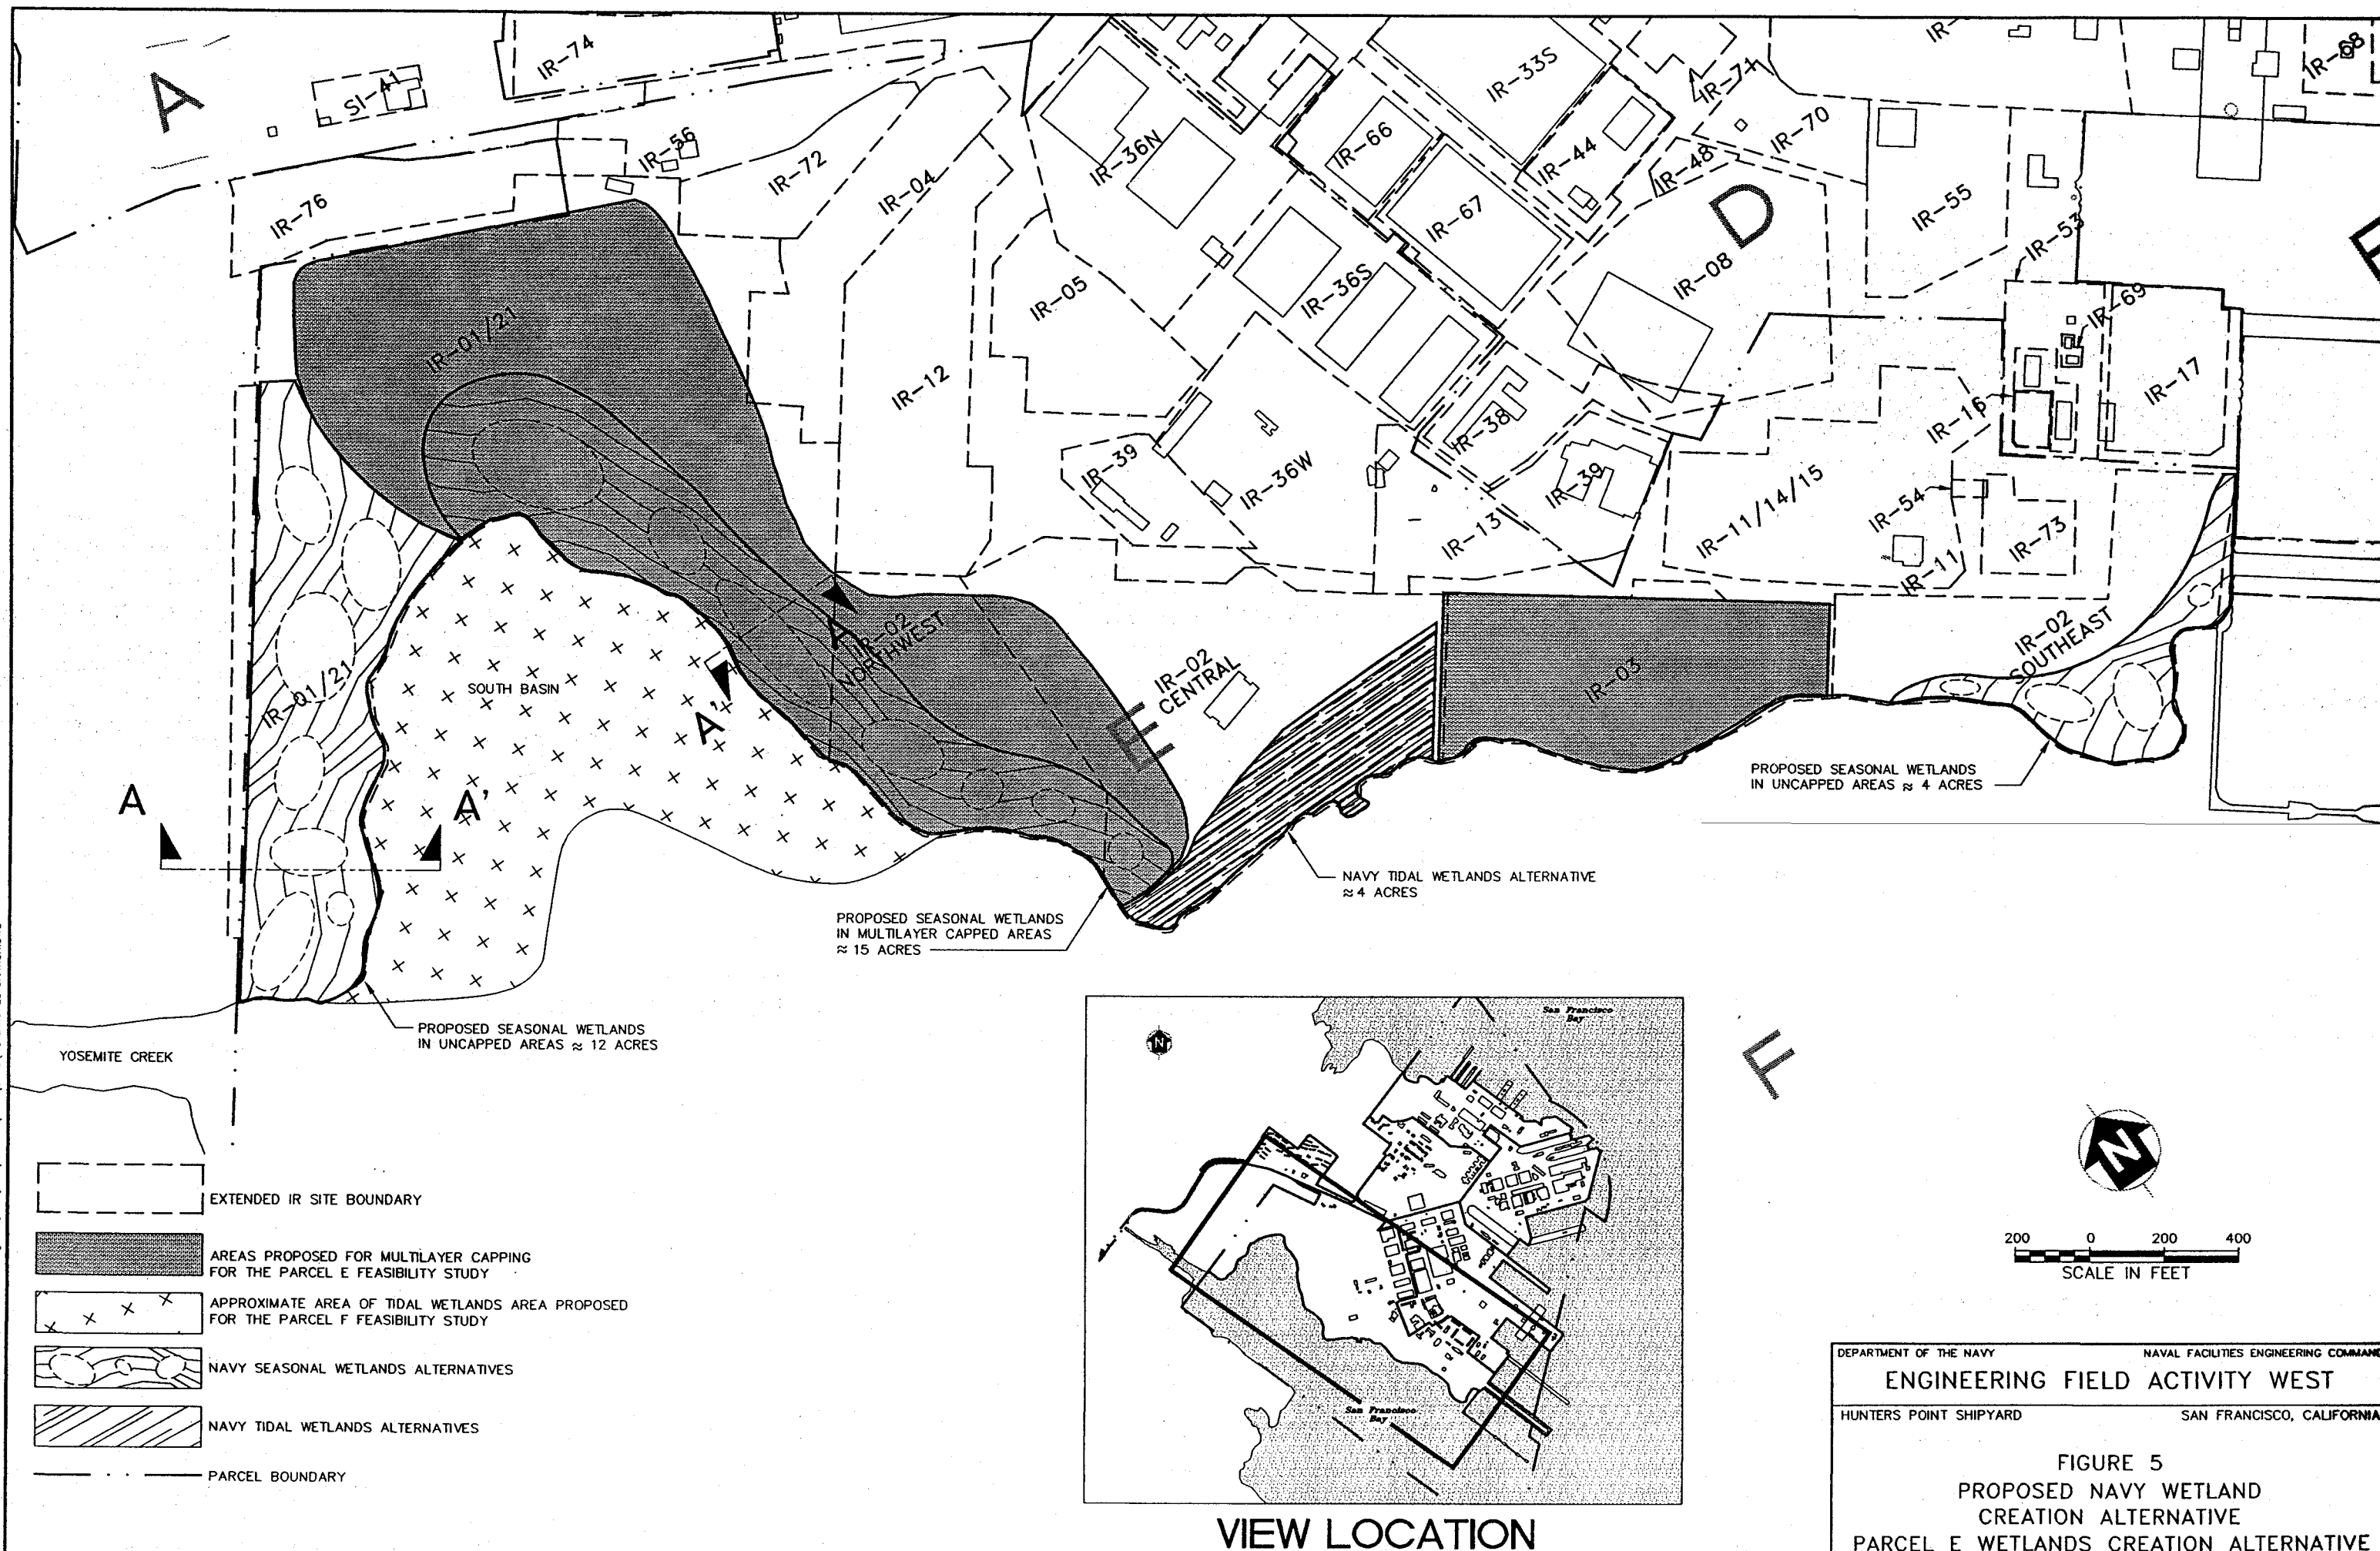 A
SI-41
IR-74
IR-56
IR-72
IR-04
IR-76
IR-36N
IR-66
IR-33S
IR-71
IR-70
IR-44
IR-48
IR-67
D
IR-55
IR-53
IR-68
IR-08
IR-69
IR-05
IR-36S
IR-01/21
IR-12
IR-17
IR-16
IR-38
IR-39
IR-36W
IR-39
IR-13
IR-11/14/15
IR-54
IR-73
IR-11
IR-02
SOUTHEAST
IR-02
NORTHWEST
A
A'
SOUTH BASIN
IR-01/21
IR-02
CENTRAL
E
IR-03
PROPOSED SEASONAL WETLANDS
IN UNCAPPED AREAS ≈ 4 ACRES
A
A'
NAVY TIDAL WETLANDS ALTERNATIVE
≈ 4 ACRES
PROPOSED SEASONAL WETLANDS
IN MULTILAYER CAPPED AREAS
≈ 15 ACRES
PROPOSED SEASONAL WETLANDS
IN UNCAPPED AREAS ≈ 12 ACRES
YOSEMITE CREEK
F
EXTENDED IR SITE BOUNDARY
AREAS PROPOSED FOR MULTILAYER CAPPING
FOR THE PARCEL E FEASIBILITY STUDY
APPROXIMATE AREA OF TIDAL WETLANDS AREA PROPOSED
FOR THE PARCEL F FEASIBILITY STUDY
NAVY SEASONAL WETLANDS ALTERNATIVES
NAVY TIDAL WETLANDS ALTERNATIVES
PARCEL BOUNDARY
San Francisco
Bay
N
San Francisco
Bay
VIEW LOCATION
N
200 0 200 400
SCALE IN FEET
DEPARTMENT OF THE NAVY NAVAL FACILITIES ENGINEERING COMMAND
ENGINEERING FIELD ACTIVITY WEST
HUNTERS POINT SHIPYARD SAN FRANCISCO, CALIFORNIA
FIGURE 5
PROPOSED NAVY WETLAND
CREATION ALTERNATIVE
PARCEL E WETLANDS CREATION ALTERNATIVE